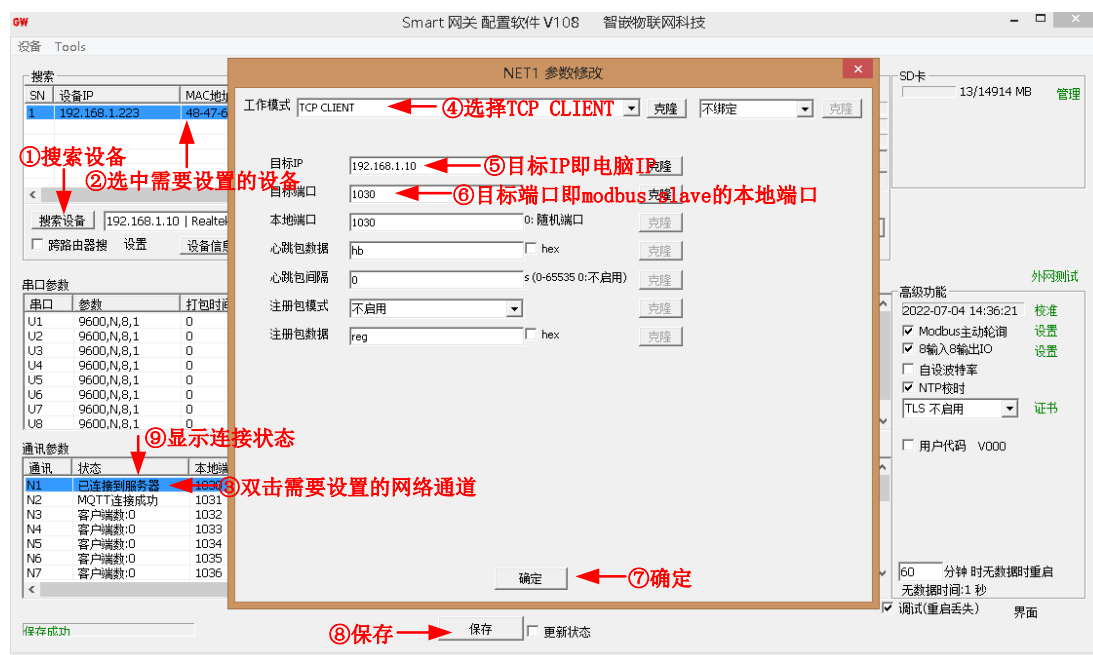 GW Smart 网关 配置软件 V108 智嵌物联网科技
设备 Tools
搜索
SN 设备IP MAC地址
1 192.168.1.223 48-47-6
①搜索设备
②选中需要设置的设备
搜索设备 192.168.1.10 | Realtek
跨路由器搜 设置 设备信息
串口参数
串口 参数 打包时间
U1 9600,N,8,1 0
U2 9600,N,8,1 0
U3 9600,N,8,1 0
U4 9600,N,8,1 0
U5 9600,N,8,1 0
U6 9600,N,8,1 0
U7 9600,N,8,1 0
U8 9600,N,8,1 0
⑨显示连接状态
通讯参数
通讯 状态 本地端
N1 已连接到服务器 1030
③双击需要设置的网络通道
N2 MQTT连接成功 1031
N3 客户端数:0 1032
N4 客户端数:0 1033
N5 客户端数:0 1034
N6 客户端数:0 1035
N7 客户端数:0 1036
保存成功
⑧保存
保存 更新状态
NET1 参数修改
工作模式 TCP CLIENT ④选择TCP CLIENT 克隆 不绑定 克隆
目标IP 192.168.1.10 ⑤目标IP即电脑IP 克隆
目标端口 1030 ⑥目标端口即modbus slave的本地端口 克隆
本地端口 1030 0: 随机端口 克隆
心跳包数据 hb hex 克隆
心跳包间隔 0 s (0-65535 0:不启用) 克隆
注册包模式 不启用 克隆
注册包数据 reg hex 克隆
确定 ⑦确定
SD卡
13/14914 MB 管理
外网测试
高级功能
2022-07-04 14:36:21 校准
Modbus主动轮询 设置
8输入8输出IO 设置
自设波特率
NTP校时
TLS 不启用 证书
用户代码 V000
60 分钟 时无数据时重启
无数据时间:1 秒
调试(重启丢失) 界面